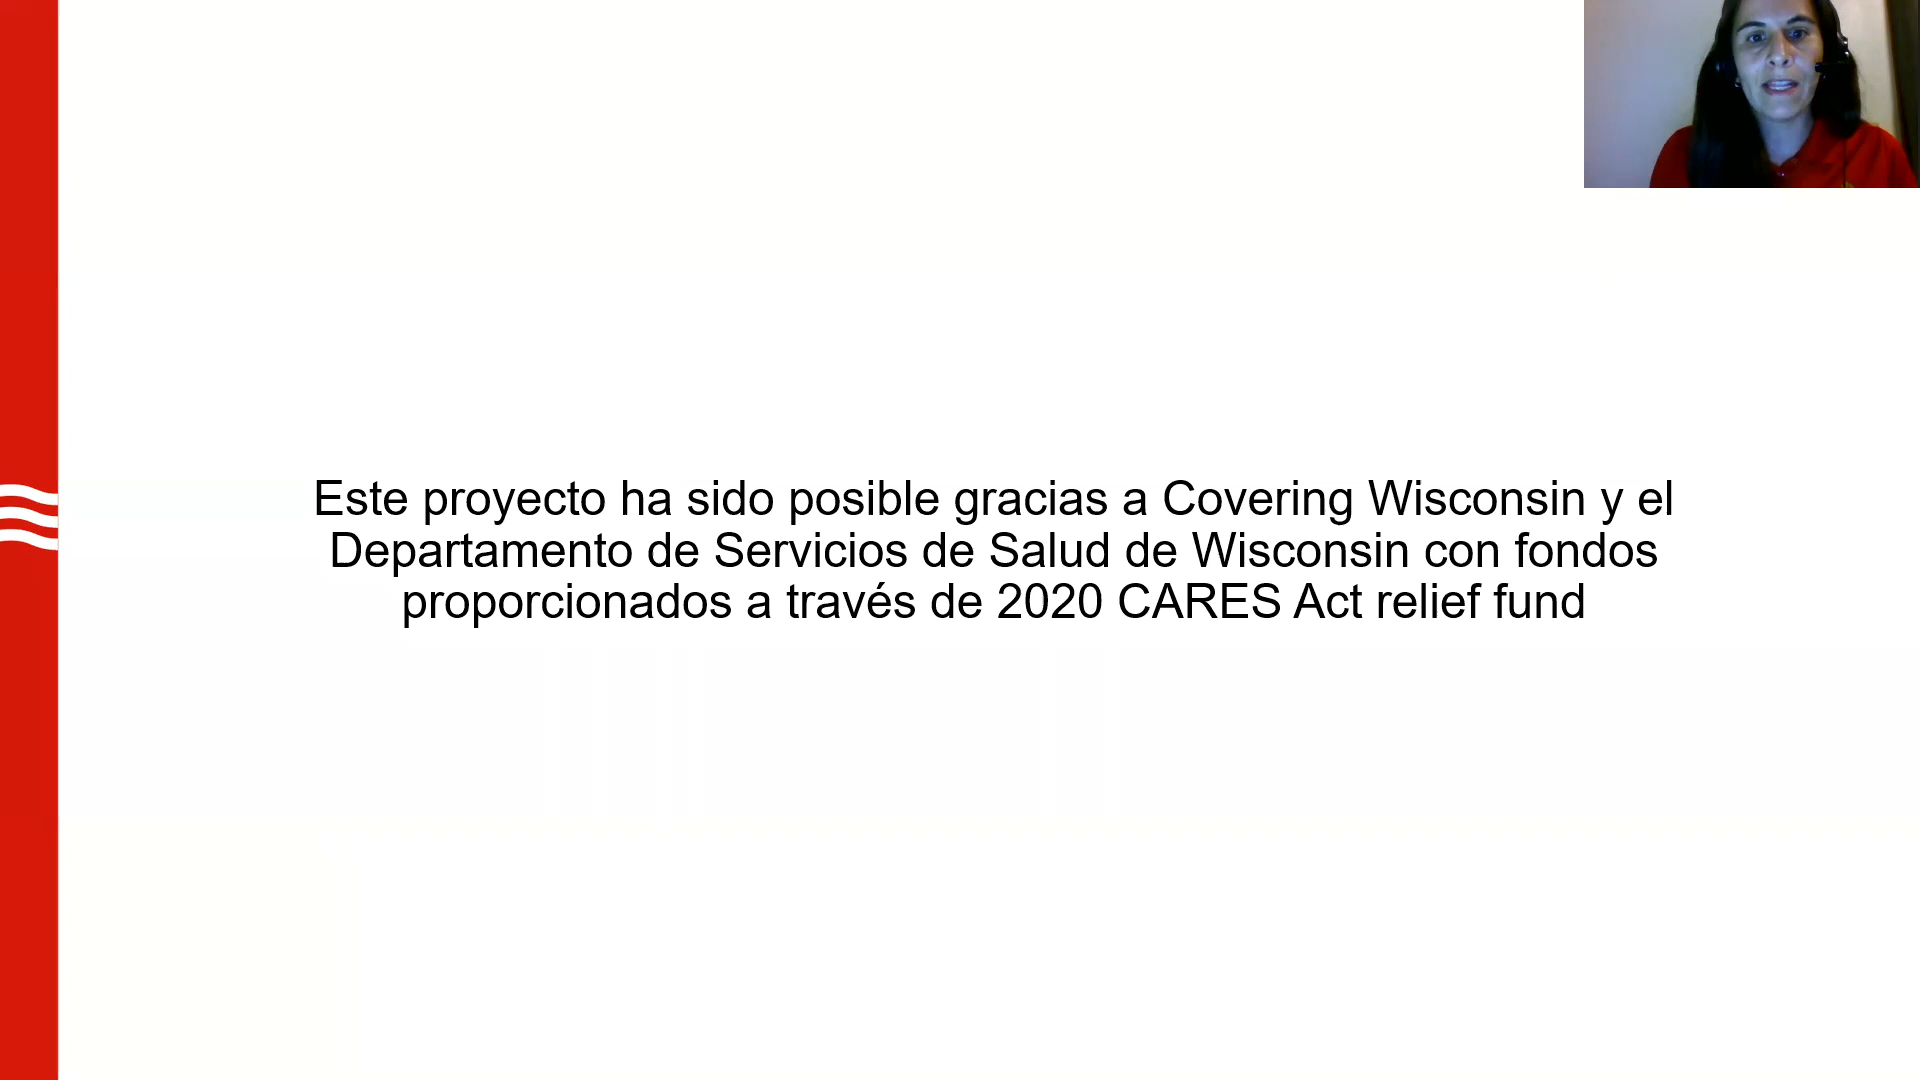 Este proyecto ha sido posible gracias a Covering Wisconsin y el
Departamento de Servicios de Salud de Wisconsin con fondos
proporcionados a través de 2020 CARES Act relief fund